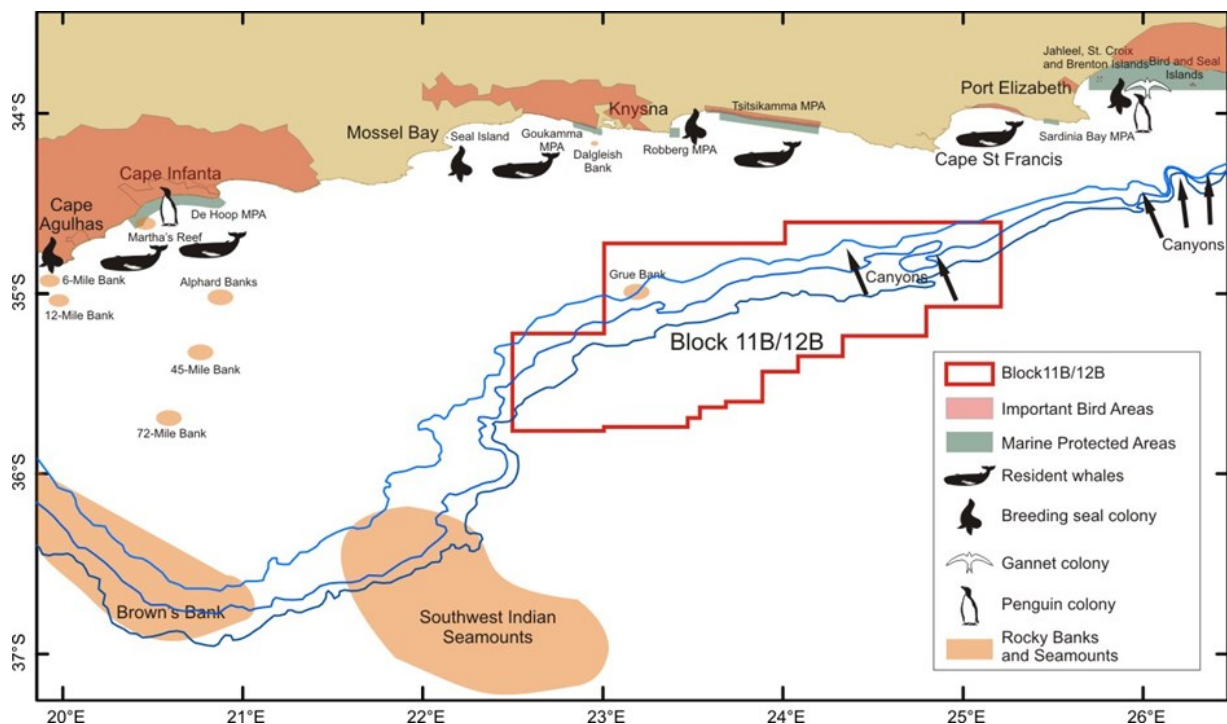 Jahleel, St. Croix
and Brenton Islands
Bird and Seal
Islands
Port Elizabeth
Knysna
Tsitsikamma MPA
34°S
Mossel Bay
Seal Island
Goukamma
MPA
Dalgleish
Bank
Robberg MPA
Sardinia Bay MPA
Cape St Francis
Cape Infanta
Cape
Agulhas
De Hoop MPA
Martha's Reef
6-Mile Bank
12-Mile Bank
Alphard Banks
Grue Bank
Canyons
Canyons
35°S
45-Mile Bank
72-Mile Bank
Block 11B/12B
36°S
Brown's Bank
Southwest Indian
Seamounts
37°S
Block11B/12B
Important Bird Areas
Marine Protected Areas
Resident whales
Breeding seal colony
Gannet colony
Penguin colony
Rocky Banks
and Seamounts
20°E
21°E
22°E
23°E
24°E
25°E
26°E